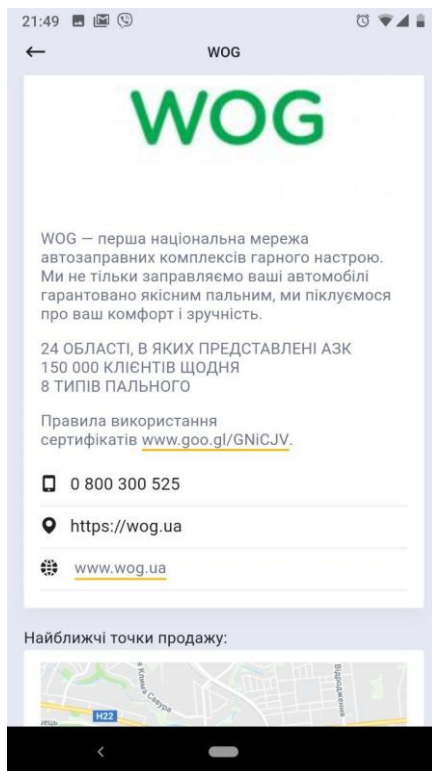 21:49
WOG
WOG
WOG — перша національна мережа
автозаправних комплексів гарного настрою.
Ми не тільки заправляємо ваші автомобілі
гарантовано якісним пальним, ми піклуємося
про ваш комфорт і зручність.
24 ОБЛАСТІ, В ЯКИХ ПРЕДСТАВЛЕНІ АЗК
150 000 КЛІЄНТІВ ЩОДНЯ
8 ТИПІВ ПАЛЬНОГО
Правила використання
сертифікатів www.goo.gl/GNiCJV.
0 800 300 525
https://wog.ua
www.wog.ua
Найближчі точки продажу:
Клима Савура
Відродження
H22